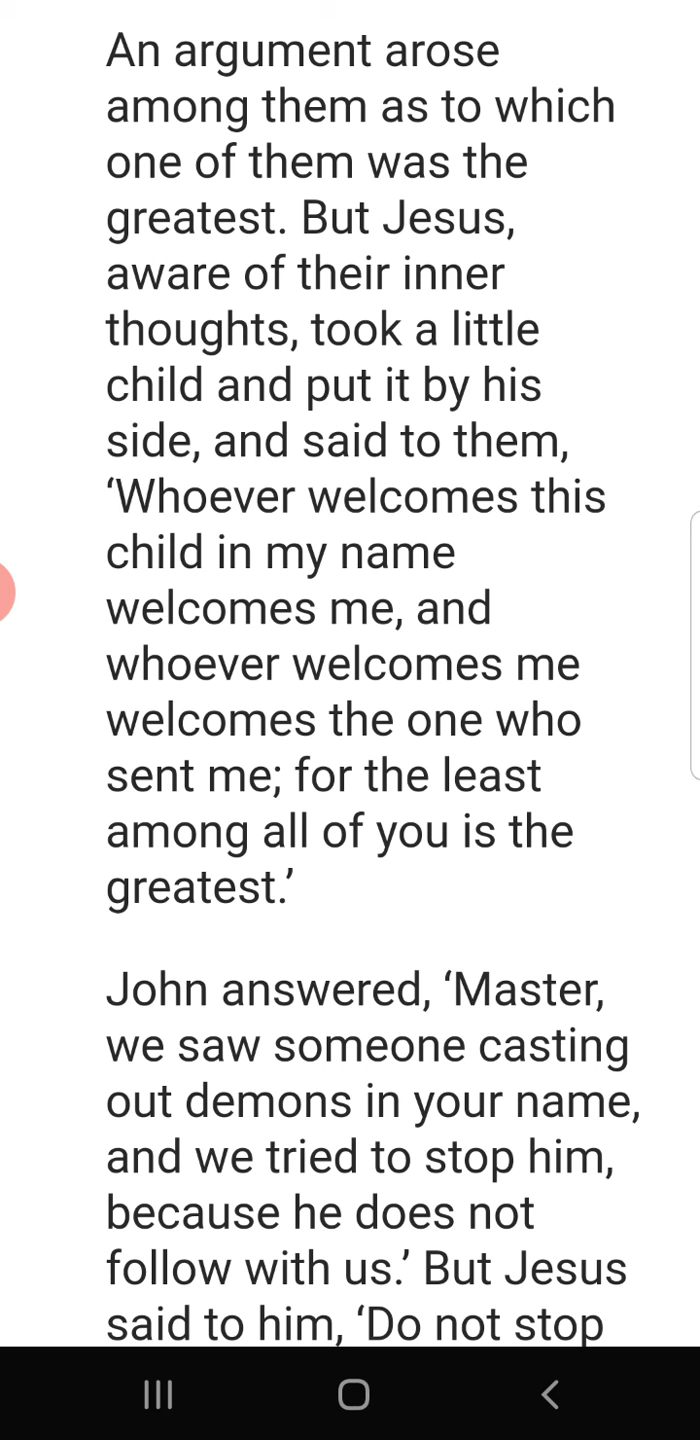 An argument arose
among them as to which
one of them was the
greatest. But Jesus,
aware of their inner
thoughts, took a little
child and put it by his
side, and said to them,
‘Whoever welcomes this
child in my name
welcomes me, and
whoever welcomes me
welcomes the one who
sent me; for the least
among all of you is the
greatest.’
John answered, ‘Master,
we saw someone casting
out demons in your name,
and we tried to stop him,
because he does not
follow with us.’ But Jesus
said to him, ‘Do not stop